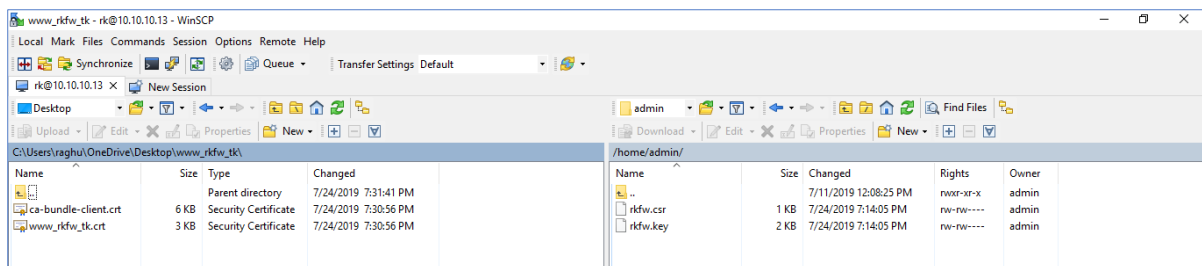 www_rkfw_tk - rk@10.10.10.13 - WinSCP
Local Mark Files Commands Session Options Remote Help
Synchronize Queue Transfer Settings Default
rk@10.10.10.13 X New Session
Desktop
Upload Edit Properties New
C:\Users\raghu\OneDrive\Desktop\www_rkfw_tk\
Name Size Type Changed
.. Parent directory 7/24/2019 7:31:41 PM
ca-bundle-client.crt 6 KB Security Certificate 7/24/2019 7:30:56 PM
www_rkfw_tk.crt 3 KB Security Certificate 7/24/2019 7:30:56 PM
admin Find Files
Download Edit Properties New
/home/admin/
Name Size Changed Rights Owner
.. 7/11/2019 12:08:25 PM rwxr-xr-x admin
rkfw.csr 1 KB 7/24/2019 7:14:05 PM rw-rw---- admin
rkfw.key 2 KB 7/24/2019 7:14:05 PM rw-rw---- admin